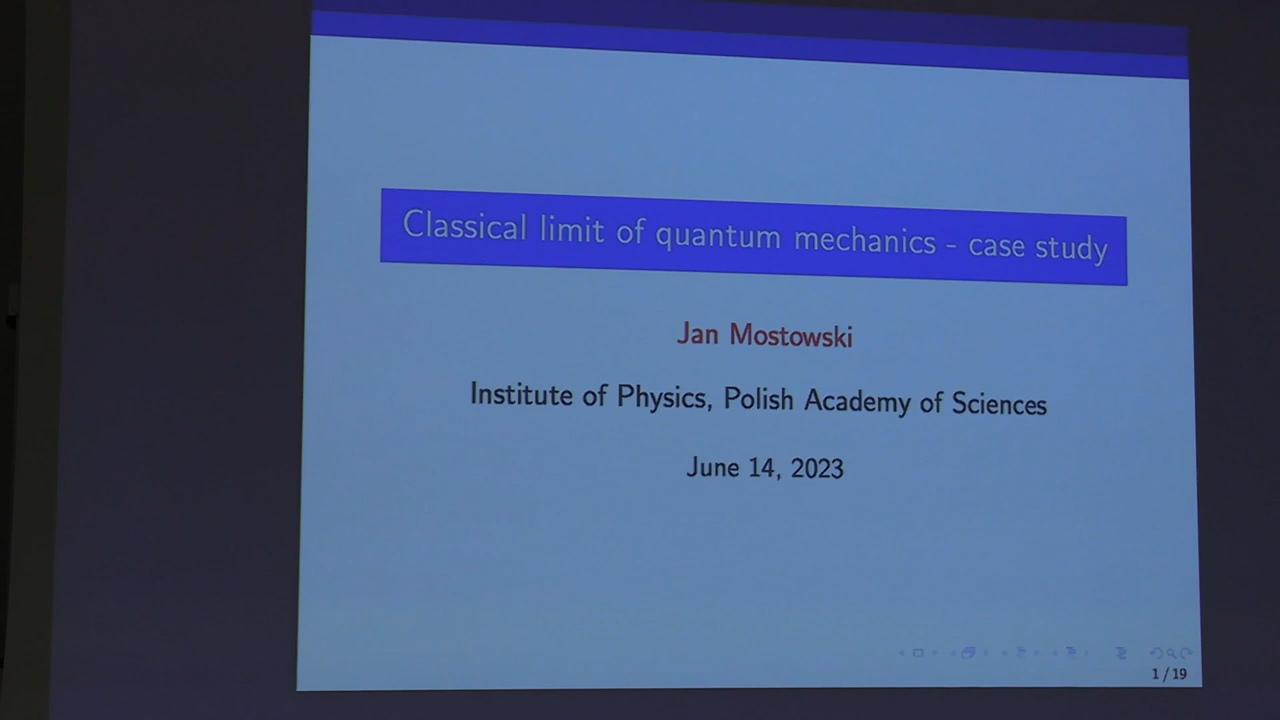 Classical limit of quantum mechanics - case study
Jan Mostowski
Institute of Physics, Polish Academy of Sciences
June 14, 2023
1 / 19